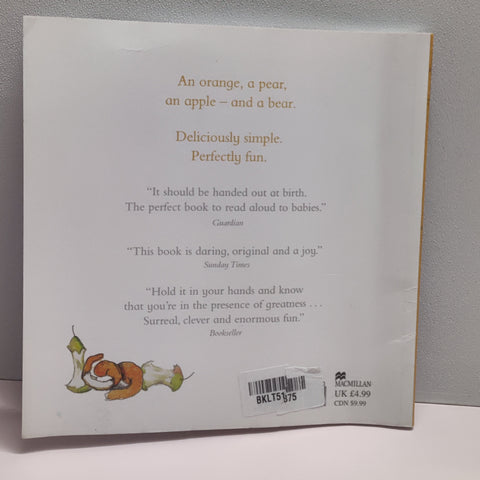 An orange, a pear,
an apple – and a bear.
Deliciously simple.
Perfectly fun.
“It should be handed out at birth.
The perfect book to read aloud to babies.”
Guardian
“This book is daring, original and a joy.”
Sunday Times
“Hold it in your hands and know
that you're in the presence of greatness . . .
Surreal, clever and enormous fun.”
Bookseller
MACMILLAN
UK £4.99
CDN $9.99